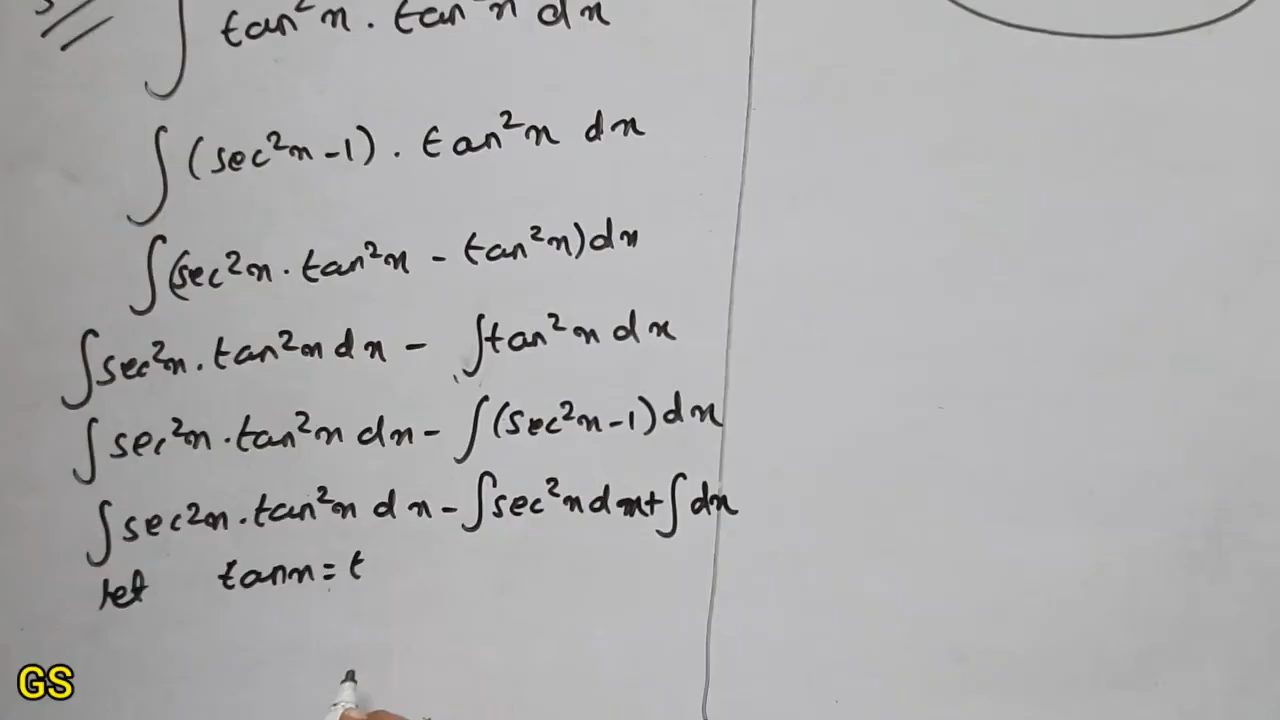 ∫ tan²x . tan²x dx
∫ (sec²x-1) . tan²x dx
∫(sec²x . tan²x - tan²x)dx
∫sec²x . tan²x dx - ∫tan²x dx
∫sec²x . tan²x dx - ∫(sec²x-1)dx
∫sec²x . tan²x dx - ∫sec²x dx + ∫dx
let tanx = t
GS